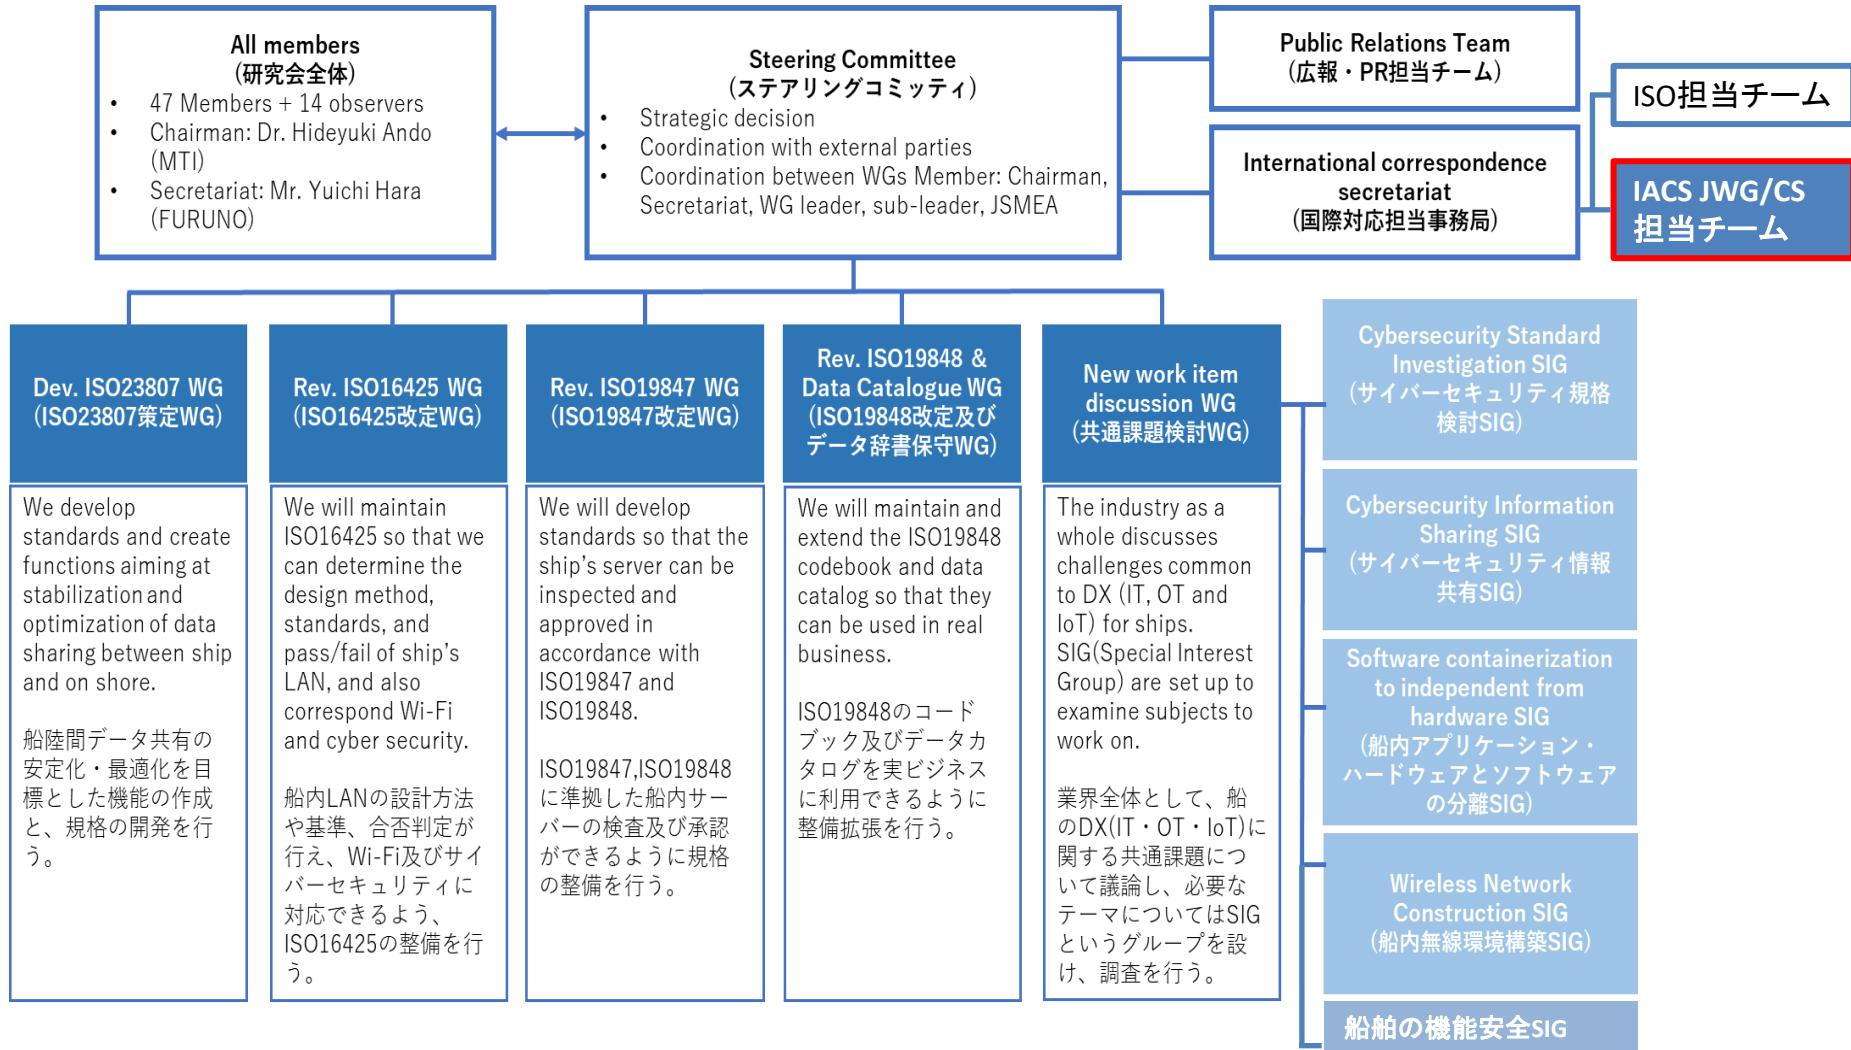 All members
(研究会全体)
• 47 Members + 14 observers
• Chairman: Dr. Hideyuki Ando
(MTI)
• Secretariat: Mr. Yuichi Hara
(FURUNO)
Steering Committee
(ステアリングコミッティ)
• Strategic decision
• Coordination with external parties
• Coordination between WGs Member: Chairman,
Secretariat, WG leader, sub-leader, JSMEA
Public Relations Team
(広報・PR担当チーム)
International correspondence
secretariat
(国際対応担当事務局)
ISO担当チーム
IACS JWG/CS
担当チーム
Dev. ISO23807 WG
(ISO23807策定WG)
We develop
standards and create
functions aiming at
stabilization and
optimization of data
sharing between ship
and on shore.
船陸間データ共有の
安定化・最適化を目
標とした機能の作成
と、規格の開発を行
う。
Rev. ISO16425 WG
(ISO16425改定WG)
We will maintain
ISO16425 so that we
can determine the
design method,
standards, and
pass/fail of ship's
LAN, and also
correspond Wi-Fi
and cyber security.
船内LANの設計方法
や基準、合否判定が
行え、Wi-Fi及びサイ
バーセキュリティに
対応できるよう、
ISO16425の整備を行
う。
Rev. ISO19847 WG
(ISO19847改定WG)
We will develop
standards so that the
ship's server can be
inspected and
approved in
accordance with
ISO19847 and
ISO19848.
ISO19847,ISO19848
に準拠した船内サー
バーの検査及び承認
ができるように規格
の整備を行う。
Rev. ISO19848 &
Data Catalogue WG
(ISO19848改定及び
データ辞書保守WG)
We will maintain and
extend the ISO19848
codebook and data
catalog so that they
can be used in real
business.
ISO19848のコード
ブック及びデータカ
タログを実ビジネス
に利用できるように
整備拡張を行う。
New work item
discussion WG
(共通課題検討WG)
The industry as a
whole discusses
challenges common
to DX (IT, OT and
IoT) for ships.
SIG(Special Interest
Group) are set up to
examine subjects to
work on.
業界全体として、船
のDX(IT・OT・IoT)に
関する共通課題につ
いて議論し、必要な
テーマについてはSIG
というグループを設
け、調査を行う。
Cybersecurity Standard
Investigation SIG
(サイバーセキュリティ規格
検討SIG)
Cybersecurity Information
Sharing SIG
(サイバーセキュリティ情報
共有SIG)
Software containerization
to independent from
hardware SIG
(船内アプリケーション・
ハードウェアとソフトウェア
の分離SIG)
Wireless Network
Construction SIG
(船内無線環境構築SIG)
船舶の機能安全SIG